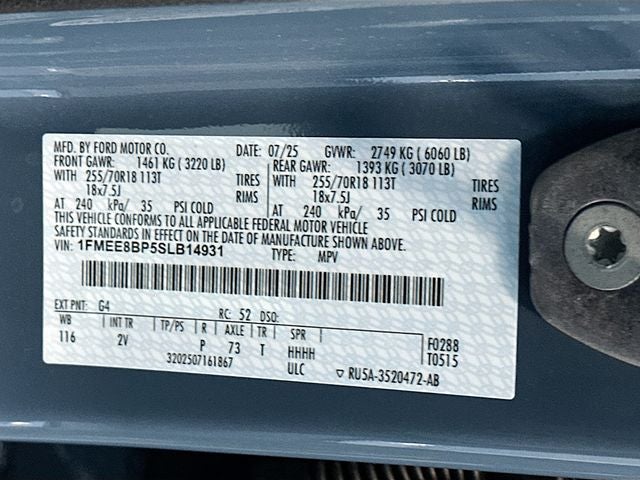 MFD. BY FORD MOTOR CO. DATE: 07/25 GVWR: 2749 KG ( 6060 LB)
FRONT GAWR: 1461 KG ( 3220 LB) REAR GAWR: 1393 KG ( 3070 LB)
WITH 255/70R18 113T TIRES WITH 255/70R18 113T TIRES
18x7.5J RIMS 18x7.5J RIMS
AT 240 kPa/ 35 PSI COLD AT 240 kPa/ 35 PSI COLD
THIS VEHICLE CONFORMS TO ALL APPLICABLE FEDERAL MOTOR VEHICLE
SAFETY STANDARDS IN EFFECT ON THE DATE OF MANUFACTURE SHOWN ABOVE.
VIN: 1FMEE8BP5SLB14931 TYPE: MPV
EXT PNT: G4 RC: 52 DSO:
WB INT TR TP/PS R AXLE TR SPR F0288
116 2V P 73 T HHHH T0515
3202507161867 ULC ▽ RU5A-3520472-AB